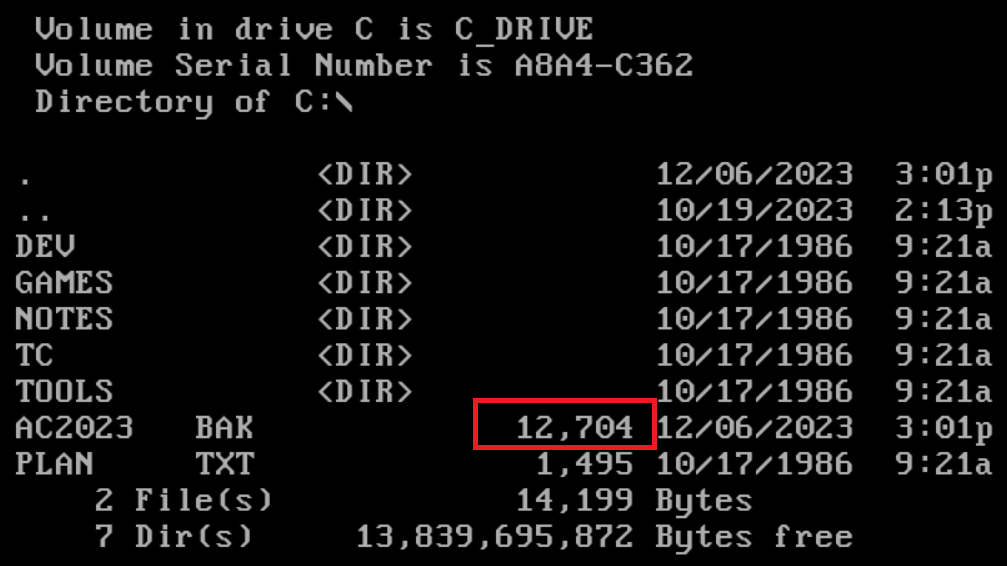 Volume in drive C is C_DRIVE
Volume Serial Number is A8A4-C362
Directory of C:\
. <DIR> 12/06/2023 3:01p
.. <DIR> 10/19/2023 2:13p
DEV <DIR> 10/17/1986 9:21a
GAMES <DIR> 10/17/1986 9:21a
NOTES <DIR> 10/17/1986 9:21a
TC <DIR> 10/17/1986 9:21a
TOOLS <DIR> 10/17/1986 9:21a
AC2023 BAK 12,704 12/06/2023 3:01p
PLAN TXT 1,495 10/17/1986 9:21a
2 File(s) 14,199 Bytes
7 Dir(s) 13,839,695,872 Bytes free